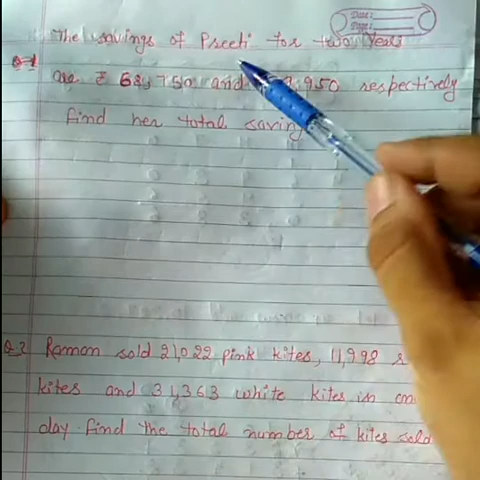 Date:
Page:
The savings of Preeti for two years
Q-1
are ₹ 68,750 and 950 respectively
find her total saving
Q.2 Raman sold 21,022 pink kites, 11,998
kites and 31,363 white kites in
day find the total number of kites sold